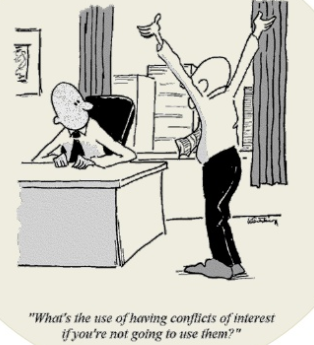 "What's the use of having conflicts of interest
if you're not going to use them?"